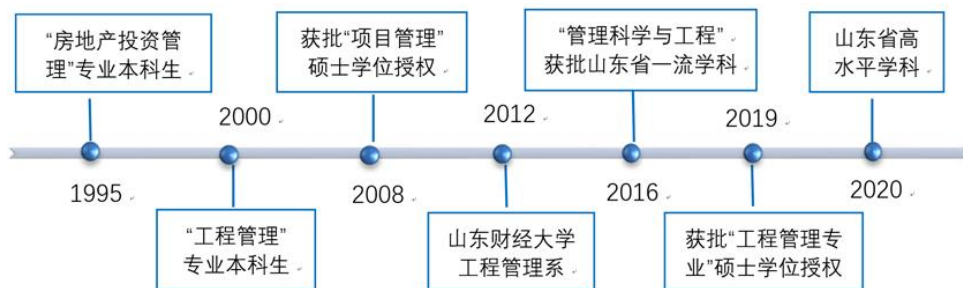 “房地产投资管
理”专业本科生
获批“项目管理”
硕士学位授权
“管理科学与工程”
获批山东省一流学科
山东省高
水平学科
2000
2012
2019
1995
2008
2016
2020
“工程管理”
专业本科生
山东财经大学
工程管理系
获批“工程管理专
业”硕士学位授权